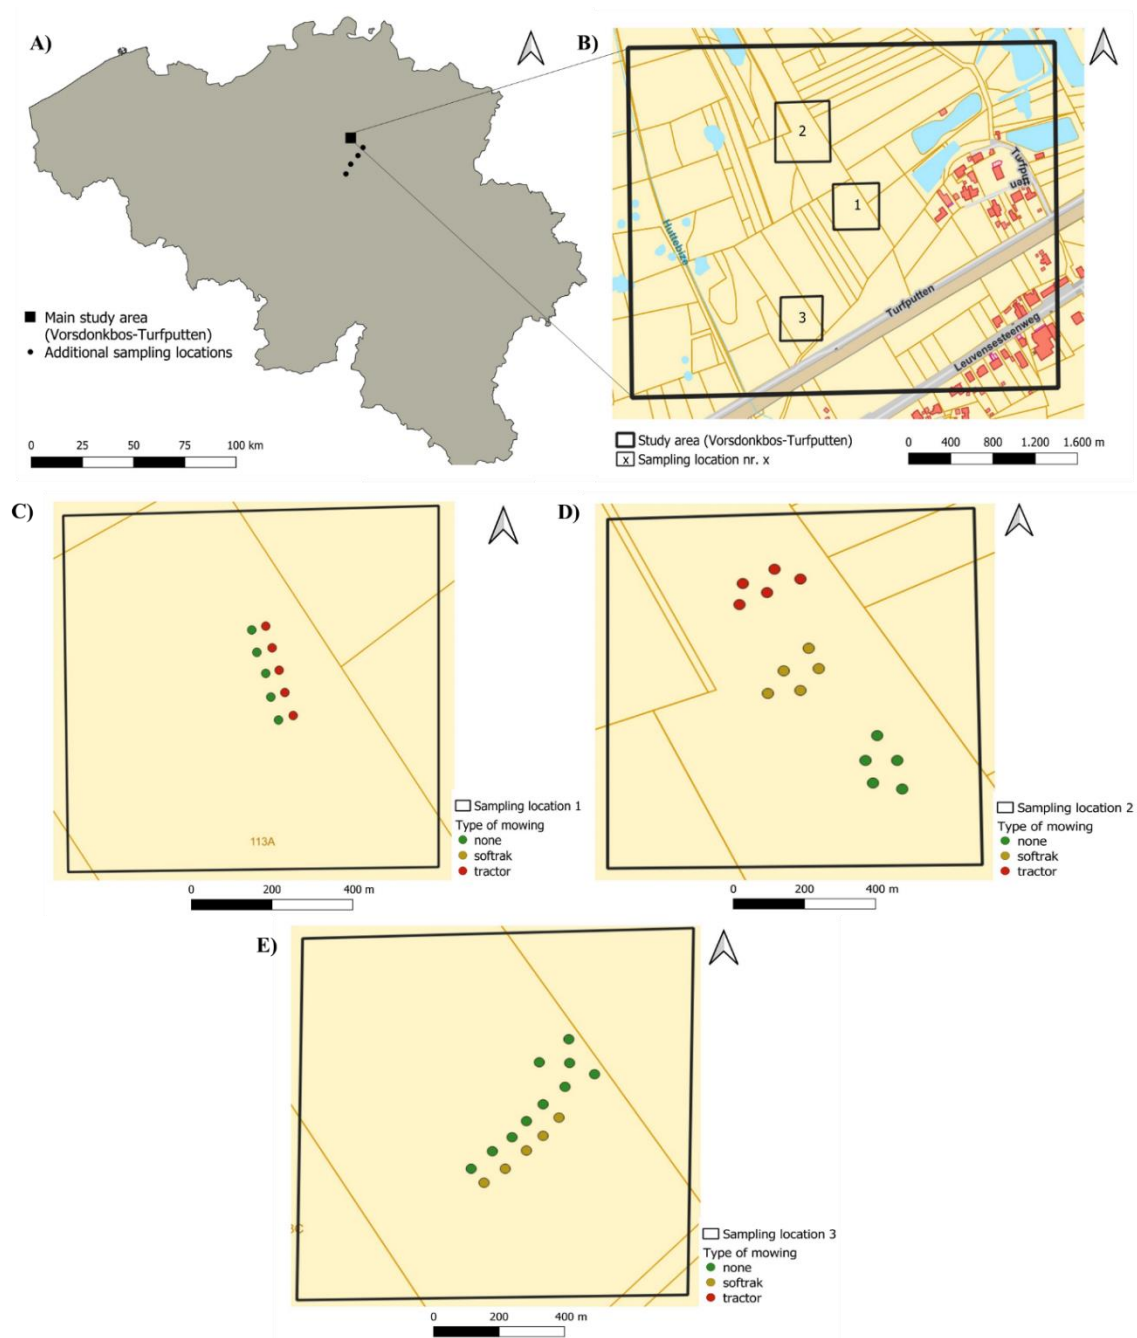 A)
Main study area
(Vorsdonkbos-Turfputten)
Additional sampling locations
0 25 50 75 100 km
B)
2
1
3
Huttebize
Turfputten
Turfputten
Leuvensesteenweg
Study area (Vorsdonkbos-Turfputten)
x Sampling location nr. x
0 400 800 1.200 1.600 m
C)
113A
Sampling location 1
Type of mowing
none
softrak
tractor
0 200 400 m
D)
Sampling location 2
Type of mowing
none
softrak
tractor
0 200 400 m
E)
Sampling location 3
Type of mowing
none
softrak
tractor
0 200 400 m